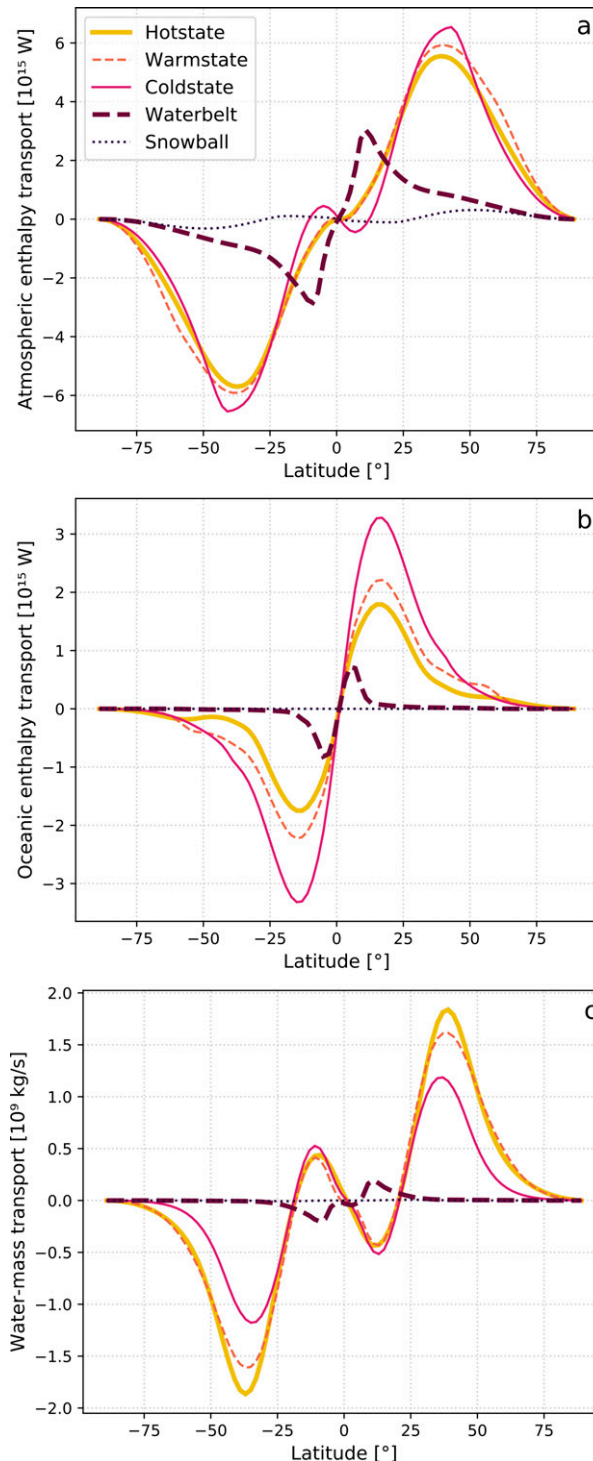 a
Hotstate
Warmstate
Coldstate
Waterbelt
Snowball
Atmospheric enthalpy transport [10¹⁵ W]
6
4
2
0
−2
−4
−6
−75 −50 −25 0 25 50 75
Latitude [°]
b
Oceanic enthalpy transport [10¹⁵ W]
3
2
1
0
−1
−2
−3
−75 −50 −25 0 25 50 75
Latitude [°]
c
Water-mass transport [10⁹ kg/s]
2.0
1.5
1.0
0.5
0.0
−0.5
−1.0
−1.5
−2.0
−75 −50 −25 0 25 50 75
Latitude [°]